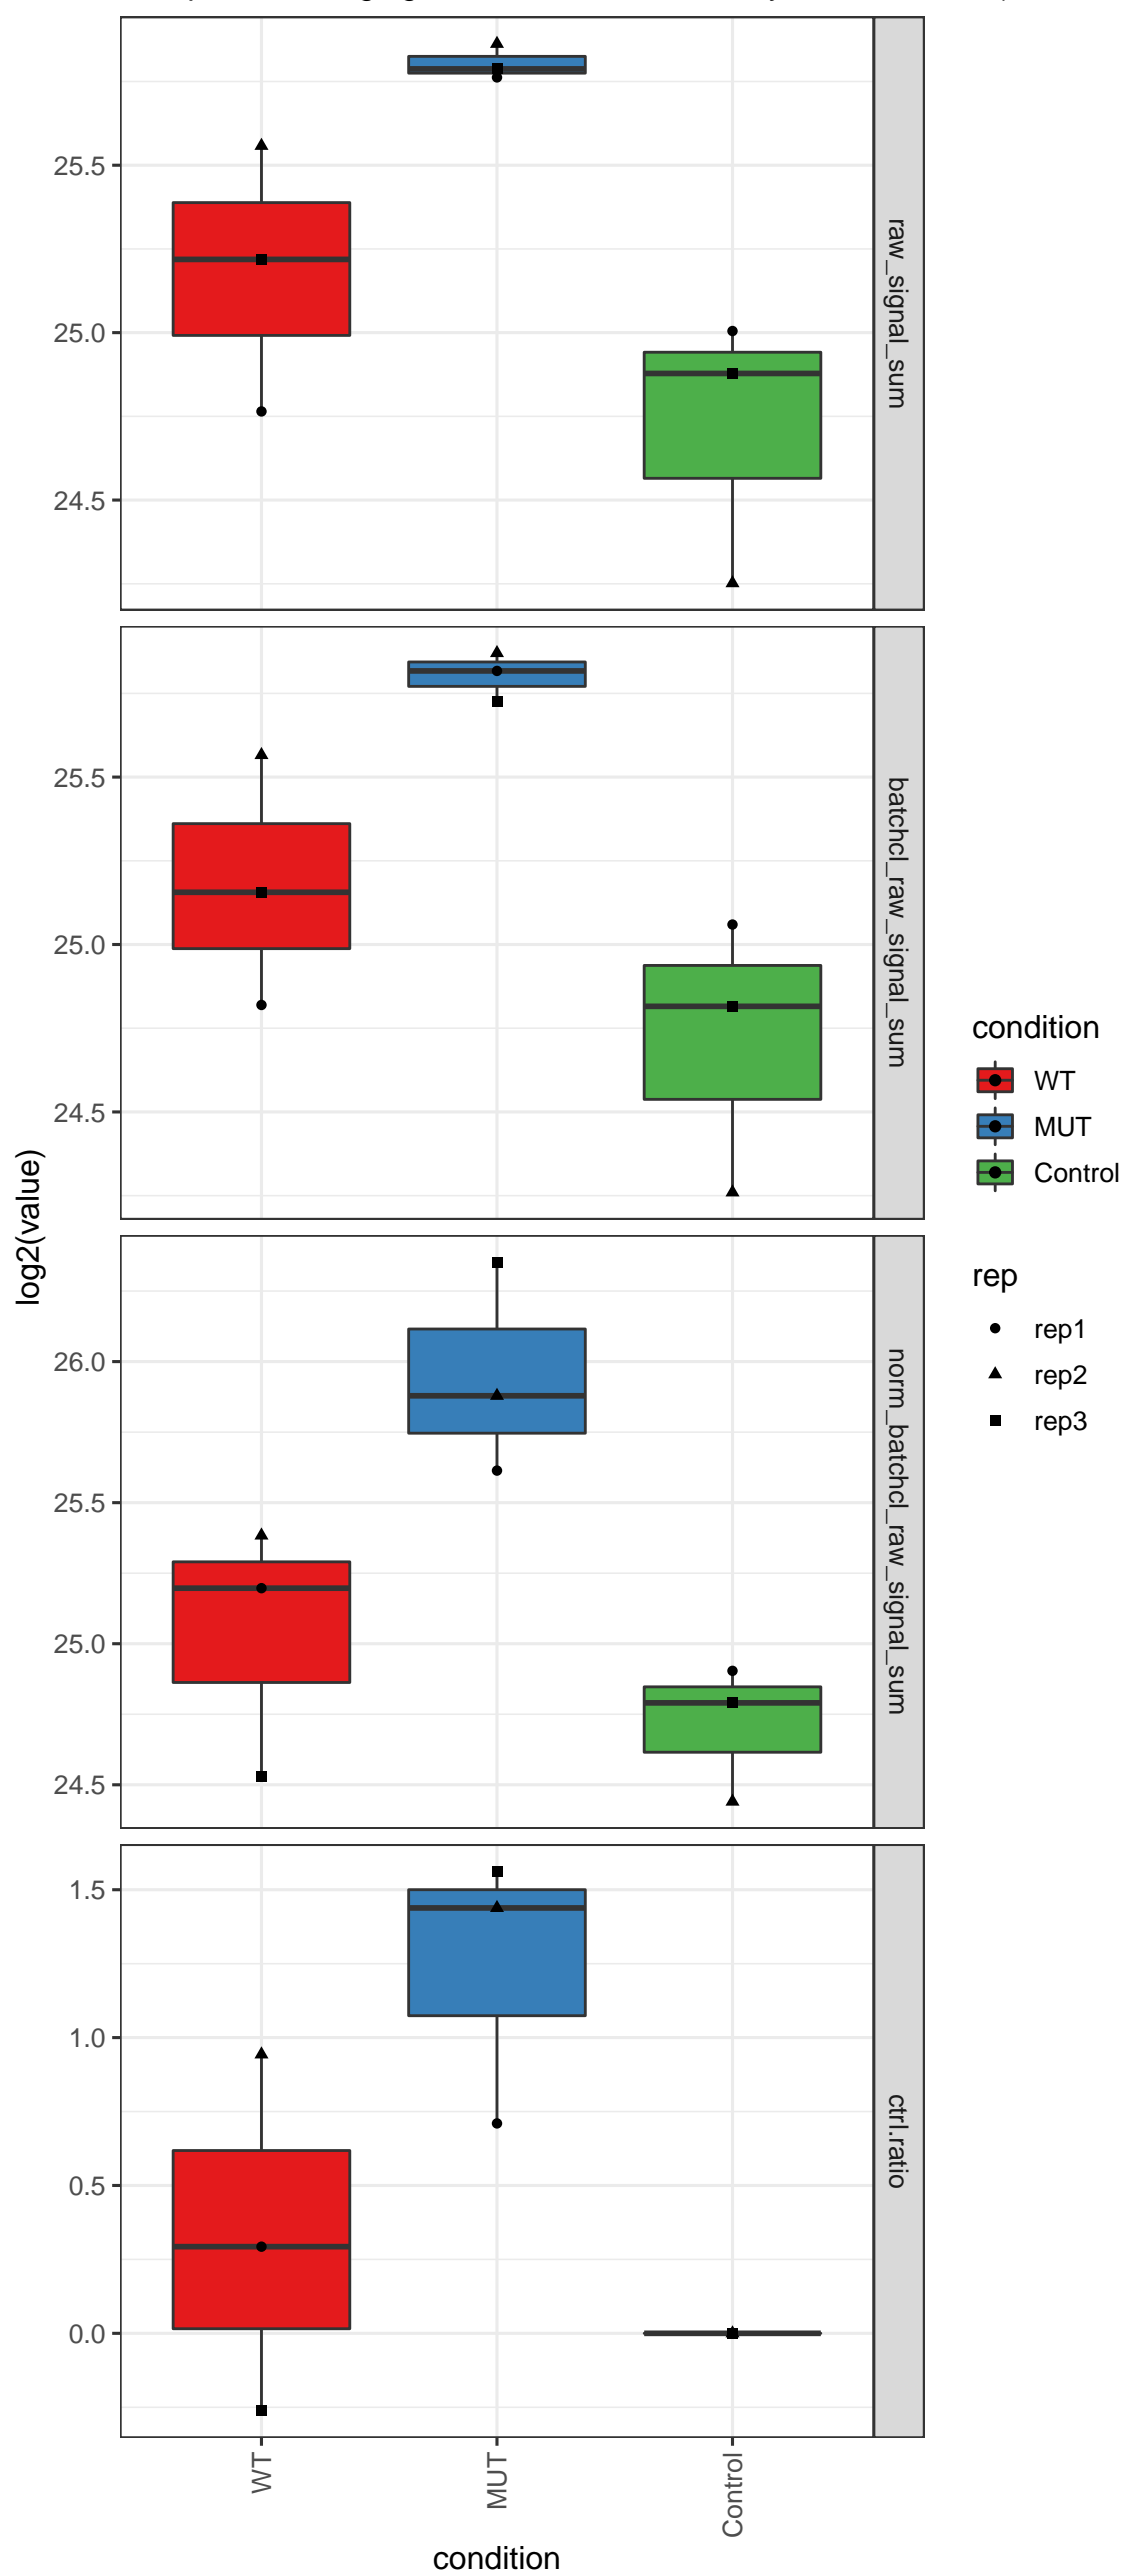 25.5
25.0
24.5
raw_signal_sum
25.5
25.0
24.5
batchcl_raw_signal_sum
26.0
25.5
25.0
24.5
norm_batchcl_raw_signal_sum
1.5
1.0
0.5
0.0
ctrl.ratio
log2(value)
WT
MUT
Control
condition
condition
WT
MUT
Control
rep
rep1
rep2
rep3